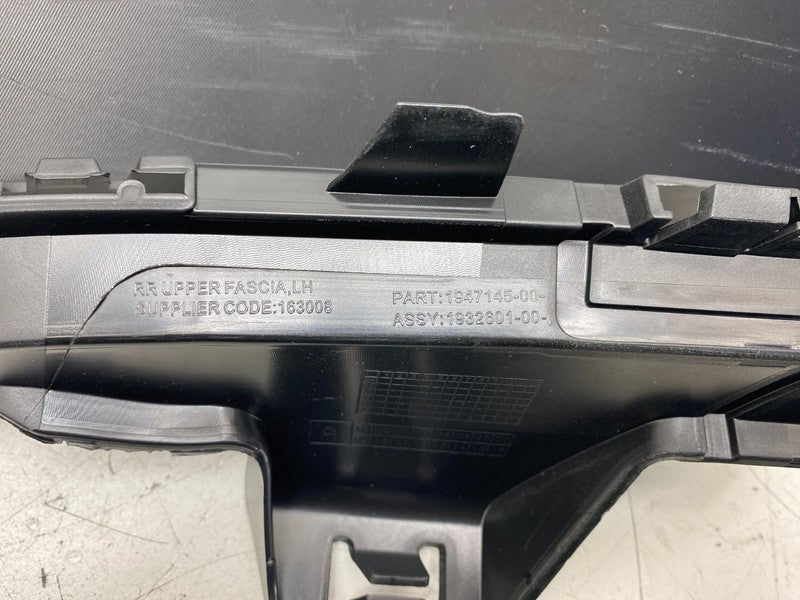 RR UPPER FASCIA,LH
SUPPLIER CODE:163008
PART:1947145-00-
ASSY:1932601-00-